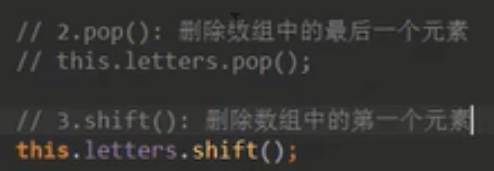 // 2.pop(): 删除数组中的最后一个元素
// this.letters.pop();
// 3.shift(): 删除数组中的第一个元素
this.letters.shift();